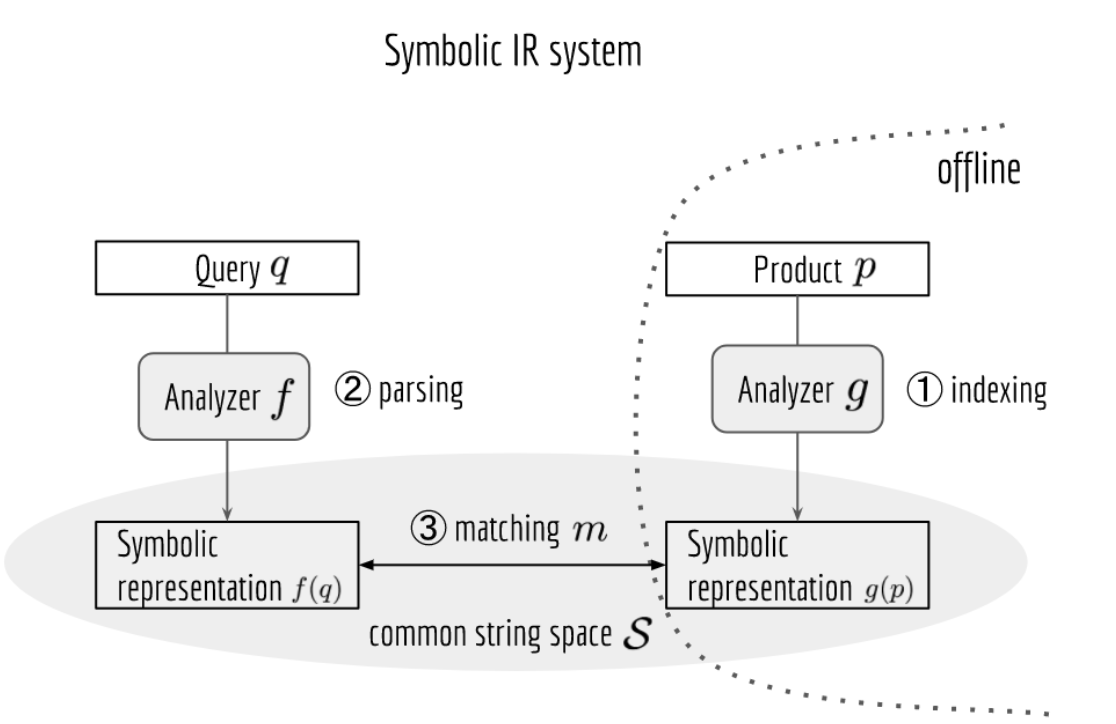 Symbolic IR system
offline
Query q
Product p
Analyzer f
② parsing
Analyzer g
① indexing
Symbolic
representation f(q)
③ matching m
Symbolic
representation g(p)
common string space 𝒮